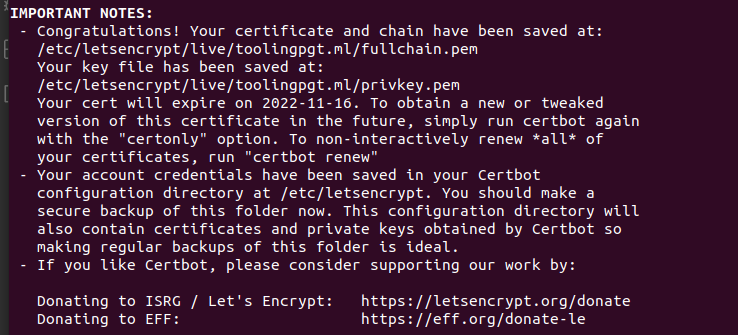 IMPORTANT NOTES:
- Congratulations! Your certificate and chain have been saved at:
/etc/letsencrypt/live/toolingpgt.ml/fullchain.pem
Your key file has been saved at:
/etc/letsencrypt/live/toolingpgt.ml/privkey.pem
Your cert will expire on 2022-11-16. To obtain a new or tweaked
version of this certificate in the future, simply run certbot again
with the "certonly" option. To non-interactively renew *all* of
your certificates, run "certbot renew"
- Your account credentials have been saved in your Certbot
configuration directory at /etc/letsencrypt. You should make a
secure backup of this folder now. This configuration directory will
also contain certificates and private keys obtained by Certbot so
making regular backups of this folder is ideal.
- If you like Certbot, please consider supporting our work by:
Donating to ISRG / Let's Encrypt: https://letsencrypt.org/donate
Donating to EFF: https://eff.org/donate-le